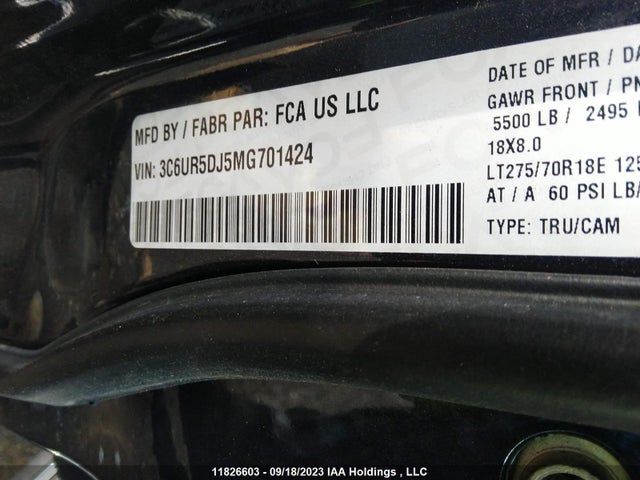 MFD BY / FABR PAR: FCA US LLC
VIN: 3C6UR5DJ5MG701424
DATE OF MFR / DA
GAWR FRONT / PN
5500 LB / 2495
18X8.0
LT275/70R18E 125
AT / A 60 PSI LB/
TYPE: TRU/CAM
11826603 - 09/18/2023 IAA Holdings , LLC